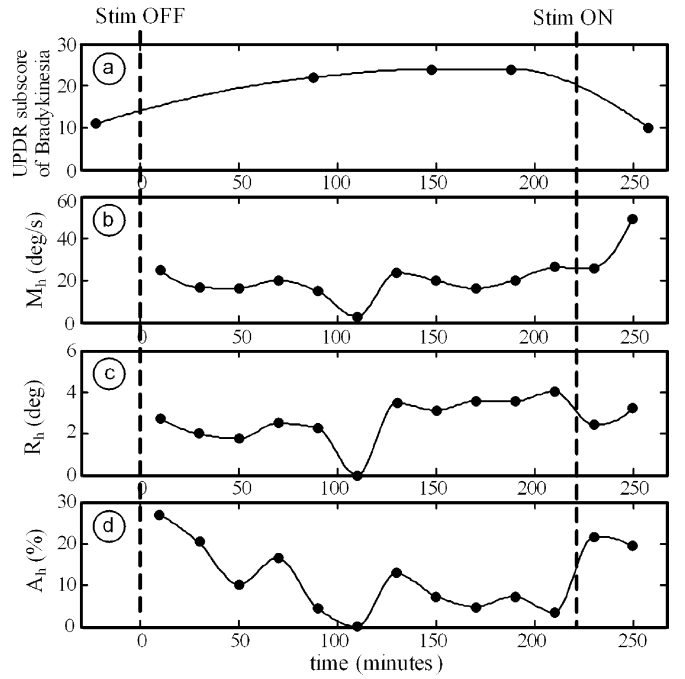 Stim OFF
Stim ON
UPDR subscore
of Bradykinesia
a
30
20
10
0
0 50 100 150 200 250
M_h (deg/s)
b
60
40
20
0
0 50 100 150 200 250
R_h (deg)
c
6
4
2
0
0 50 100 150 200 250
A_h (%)
d
30
20
10
0
0 50 100 150 200 250
time (minutes)